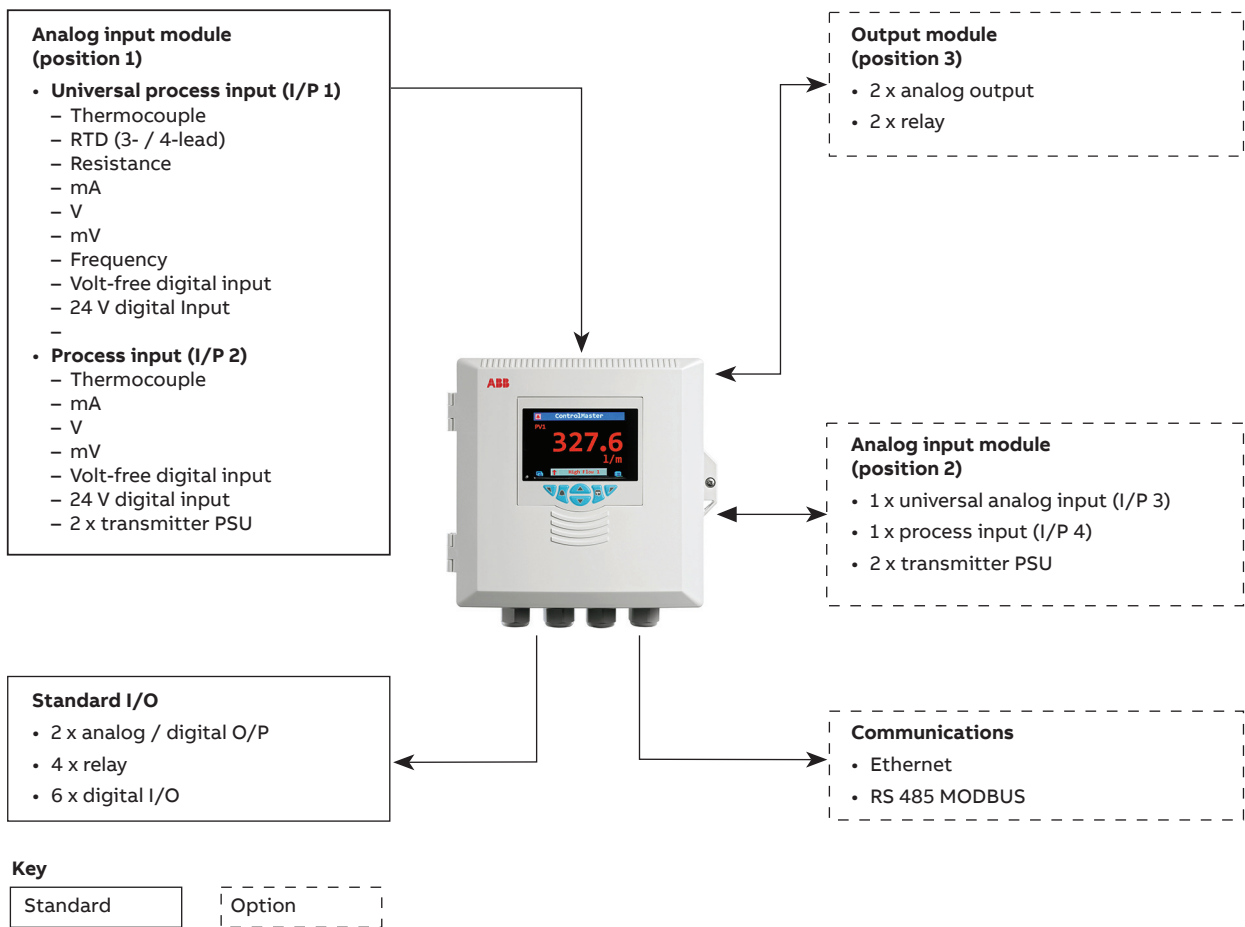 Analog input module
(position 1)
• Universal process input (I/P 1)
– Thermocouple
– RTD (3- / 4-lead)
– Resistance
– mA
– V
– mV
– Frequency
– Volt-free digital input
– 24 V digital Input
–
• Process input (I/P 2)
– Thermocouple
– mA
– V
– mV
– Volt-free digital input
– 24 V digital input
– 2 x transmitter PSU
Output module
(position 3)
• 2 x analog output
• 2 x relay
ABB
ControlMaster
PV1
327.6
l/m
High Flow 1
Analog input module
(position 2)
• 1 x universal analog input (I/P 3)
• 1 x process input (I/P 4)
• 2 x transmitter PSU
Standard I/O
• 2 x analog / digital O/P
• 4 x relay
• 6 x digital I/O
Communications
• Ethernet
• RS 485 MODBUS
Key
Standard
Option